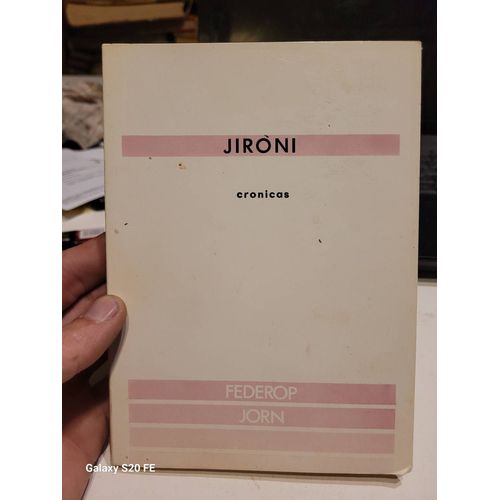 JIRÒNI
cronicas
FEDEROP
JORN
Galaxy S20 FE